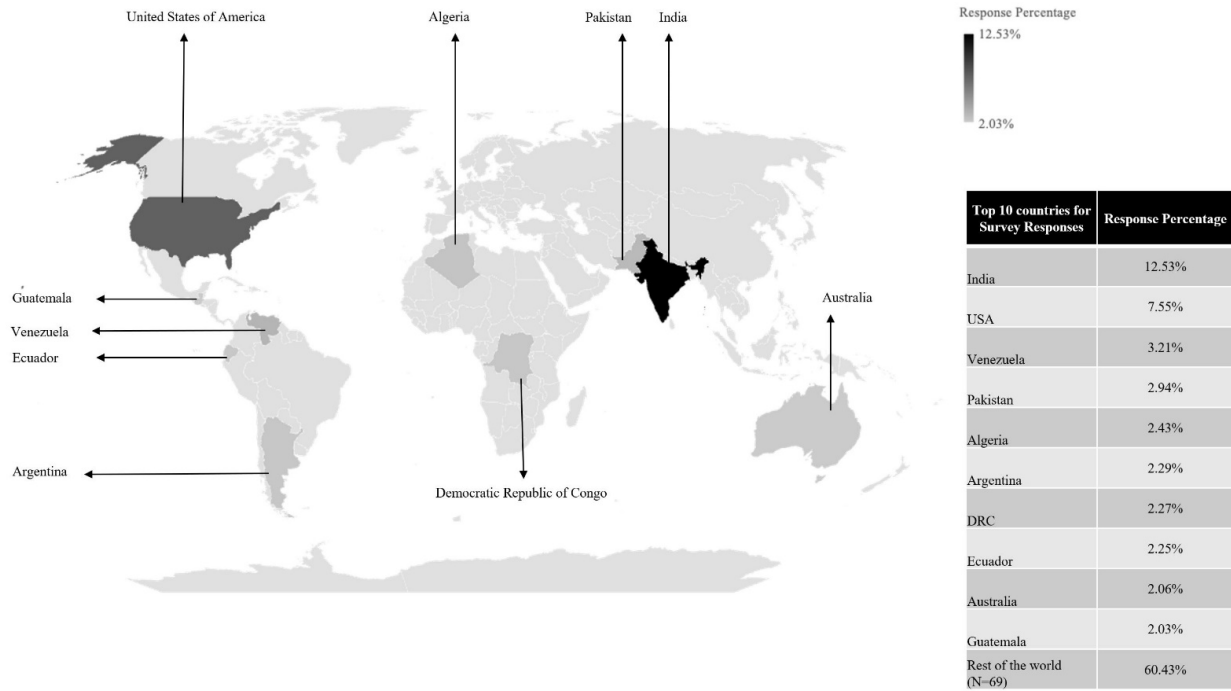 United States of America
Algeria
Pakistan
India
Response Percentage
12.53%
2.03%
Guatemala
Venezuela
Ecuador
Argentina
Democratic Republic of Congo
Australia
Top 10 countries for
Survey Responses
Response Percentage
India 12.53%
USA 7.55%
Venezuela 3.21%
Pakistan 2.94%
Algeria 2.43%
Argentina 2.29%
DRC 2.27%
Ecuador 2.25%
Australia 2.06%
Guatemala 2.03%
Rest of the world
(N=69) 60.43%